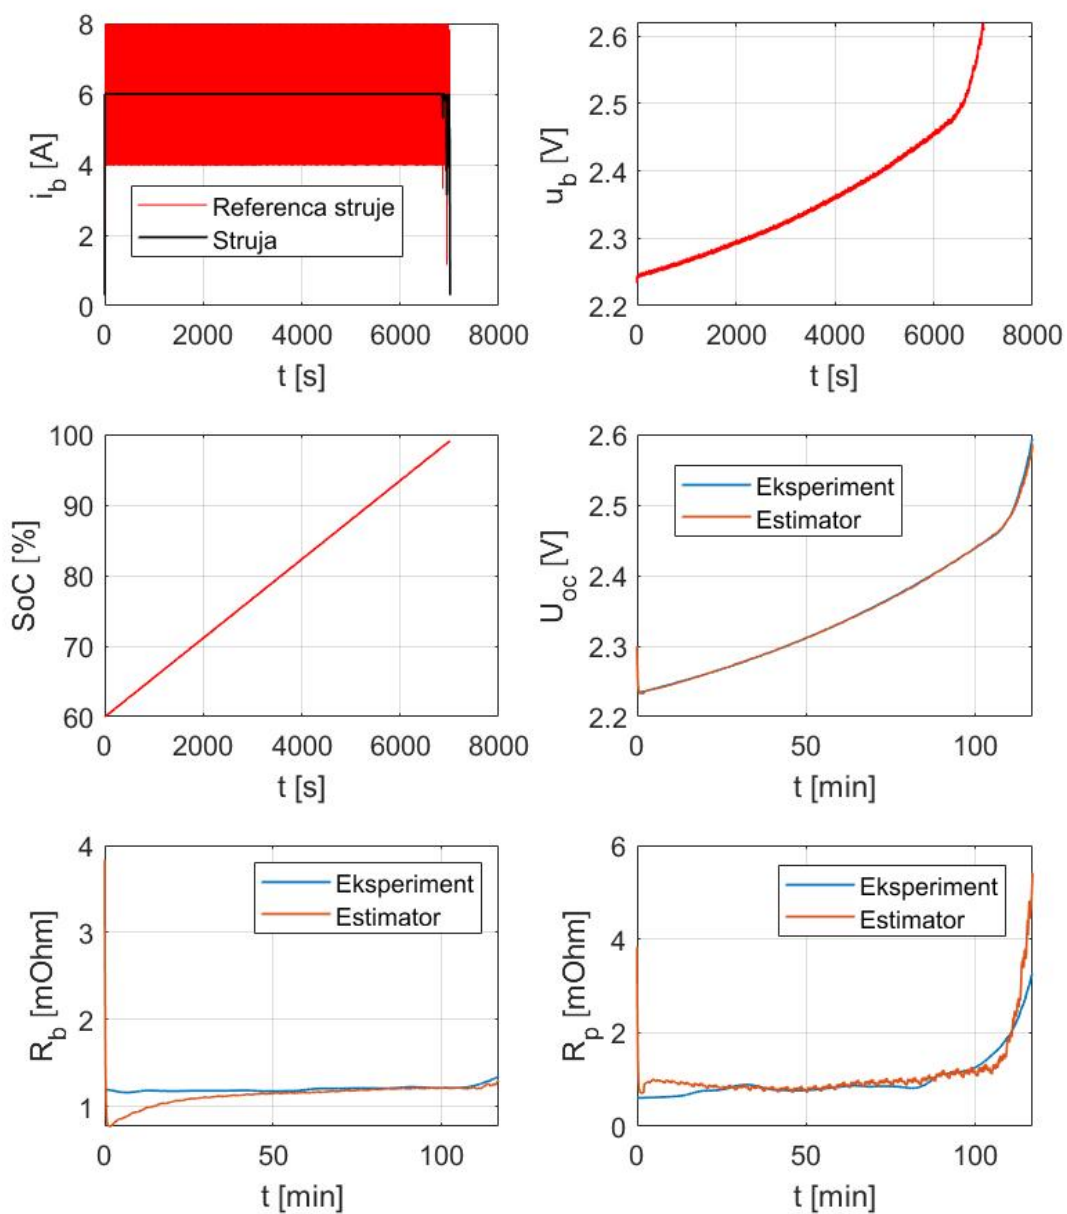 8
6
4
2
0
i_b [A]
Referenca struje
Struja
0 2000 4000 6000 8000
t [s]
2.6
2.5
2.4
2.3
2.2
u_b [V]
0 2000 4000 6000 8000
t [s]
100
90
80
70
60
SoC [%]
0 2000 4000 6000 8000
t [s]
2.6
2.5
2.4
2.3
2.2
U_oc [V]
Eksperiment
Estimator
0 50 100
t [min]
4
3
2
1
R_b [mOhm]
Eksperiment
Estimator
0 50 100
t [min]
6
4
2
0
R_p [mOhm]
Eksperiment
Estimator
0 50 100
t [min]